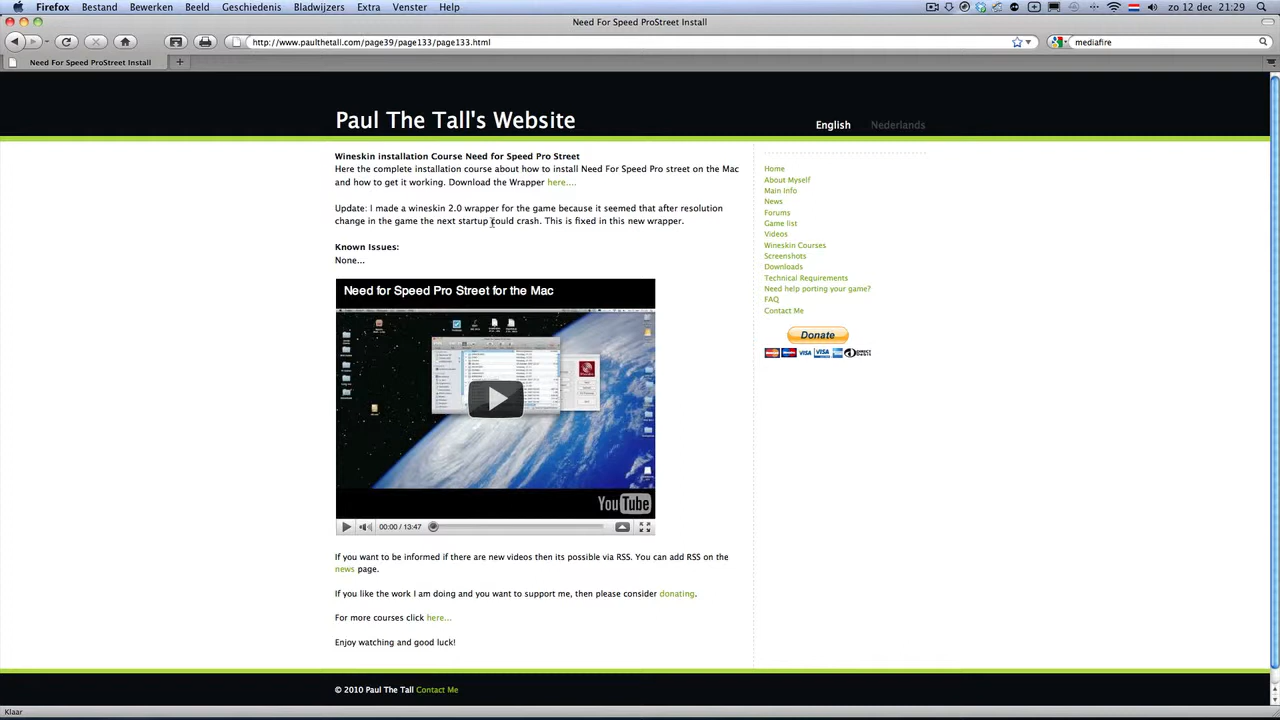 Firefox Bestand Bewerken Beeld Geschiedenis Bladwijzers Extra Venster Help zo 12 dec 21:29
Need For Speed ProStreet Install
http://www.paulthetall.com/page39/page133/page133.html mediafire
Need For Speed ProStreet Install +
Paul The Tall's Website
English Nederlands
Wineskin installation Course Need for Speed Pro Street
Here the complete installation course about how to install Need For Speed Pro street on the Mac
and how to get it working. Download the Wrapper here....
Update: I made a wineskin 2.0 wrapper for the game because it seemed that after resolution
change in the game the next startup could crash. This is fixed in this new wrapper.
Known Issues:
None...
Need for Speed Pro Street for the Mac
YouTube
00:00 / 13:47
If you want to be informed if there are new videos then its possible via RSS. You can add RSS on the
news page.
If you like the work I am doing and you want to support me, then please consider donating.
For more courses click here...
Enjoy watching and good luck!
Home
About Myself
Main Info
News
Forums
Game list
Videos
Wineskin Courses
Screenshots
Downloads
Technical Requirements
Need help porting your game?
FAQ
Contact Me
Donate
VISA VISA
© 2010 Paul The Tall Contact Me
Klaar